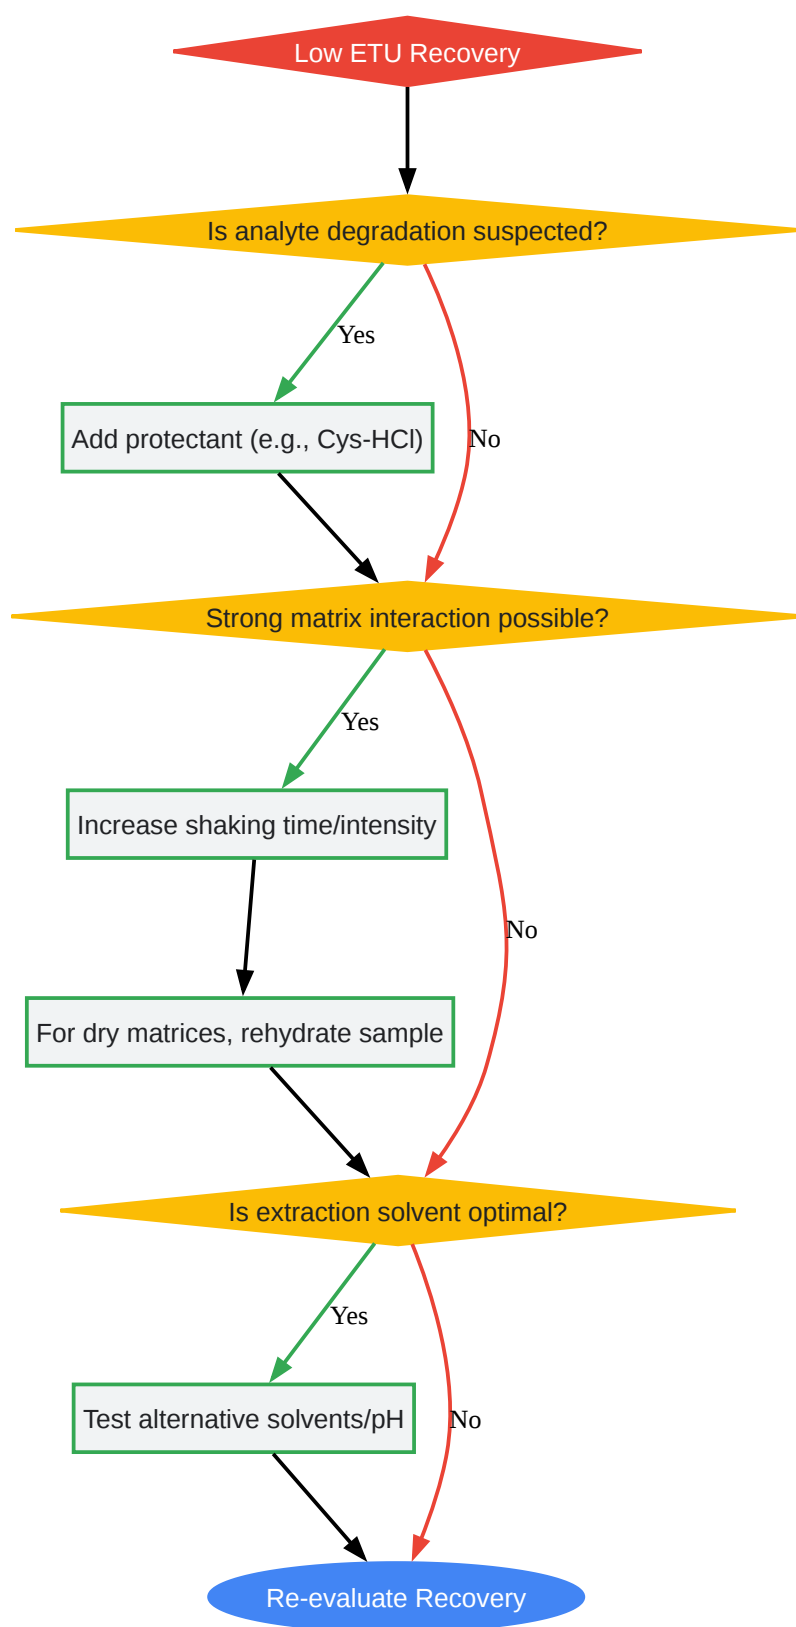 Low ETU Recovery
Is analyte degradation suspected?
Yes
Add protectant (e.g., Cys-HCl)
No
Strong matrix interaction possible?
Yes
Increase shaking time/intensity
No
For dry matrices, rehydrate sample
Is extraction solvent optimal?
Yes
Test alternative solvents/pH
No
Re-evaluate Recovery